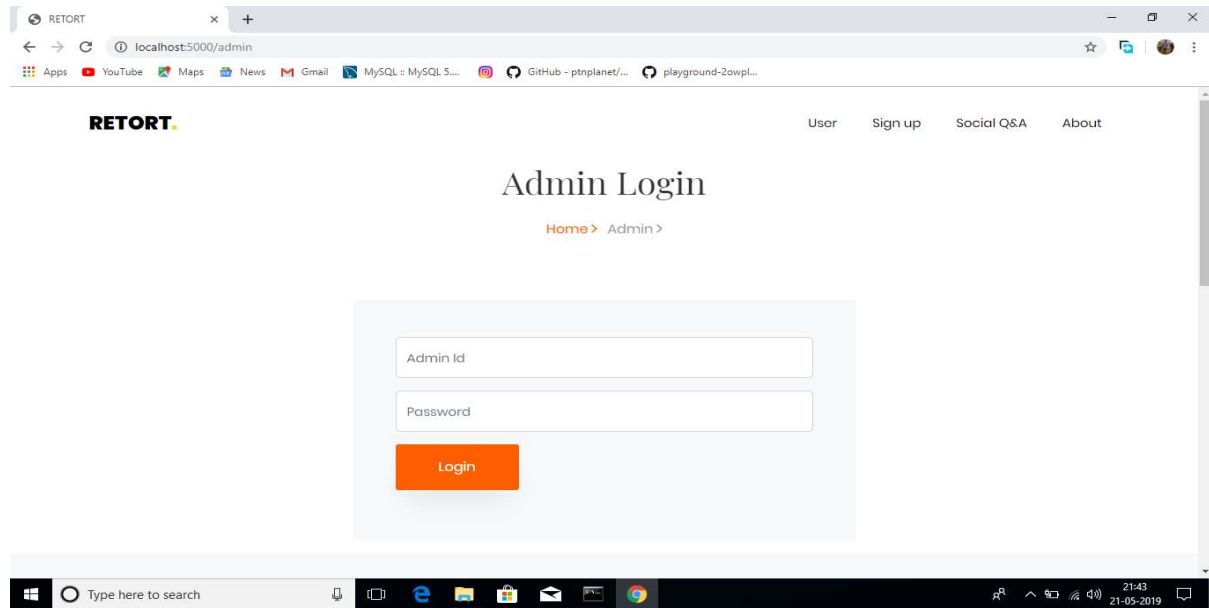 RETORT
localhost:5000/admin
Apps YouTube Maps News Gmail MySQL :: MySQL 5.... GitHub - ptnplanet/... playground-2owpl...
RETORT. User Sign up Social Q&A About
Admin Login
Home > Admin >
Admin Id
Password
Login
Type here to search 21:43
21-05-2019